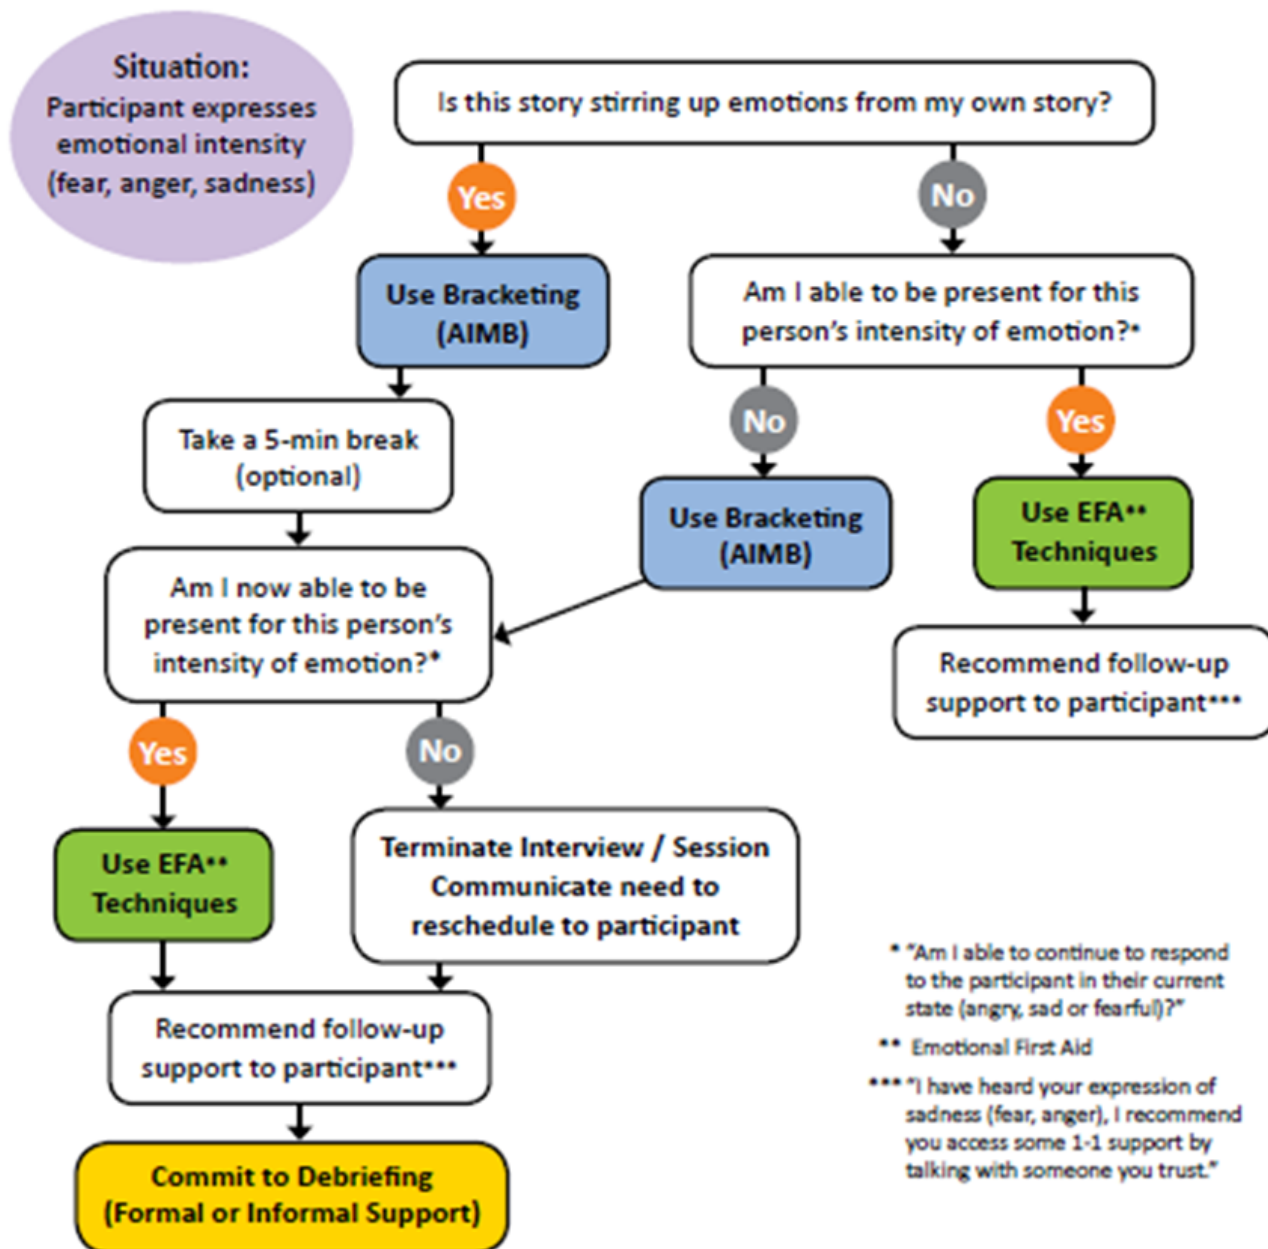 Situation:
Participant expresses
emotional intensity
(fear, anger, sadness)
Is this story stirring up emotions from my own story?
Yes
No
Use Bracketing
(AIMB)
Am I able to be present for this
person's intensity of emotion?*
Take a 5-min break
(optional)
No
Yes
Use Bracketing
(AIMB)
Use EFA**
Techniques
Am I now able to be
present for this person's
intensity of emotion?*
Recommend follow-up
support to participant***
Yes
No
Use EFA**
Techniques
Terminate Interview / Session
Communicate need to
reschedule to participant
Recommend follow-up
support to participant***
Commit to Debriefing
(Formal or Informal Support)
* "Am I able to continue to respond
to the participant in their current
state (angry, sad or fearful)?"
** Emotional First Aid
*** "I have heard your expression of
sadness (fear, anger), I recommend
you access some 1-1 support by
talking with someone you trust."